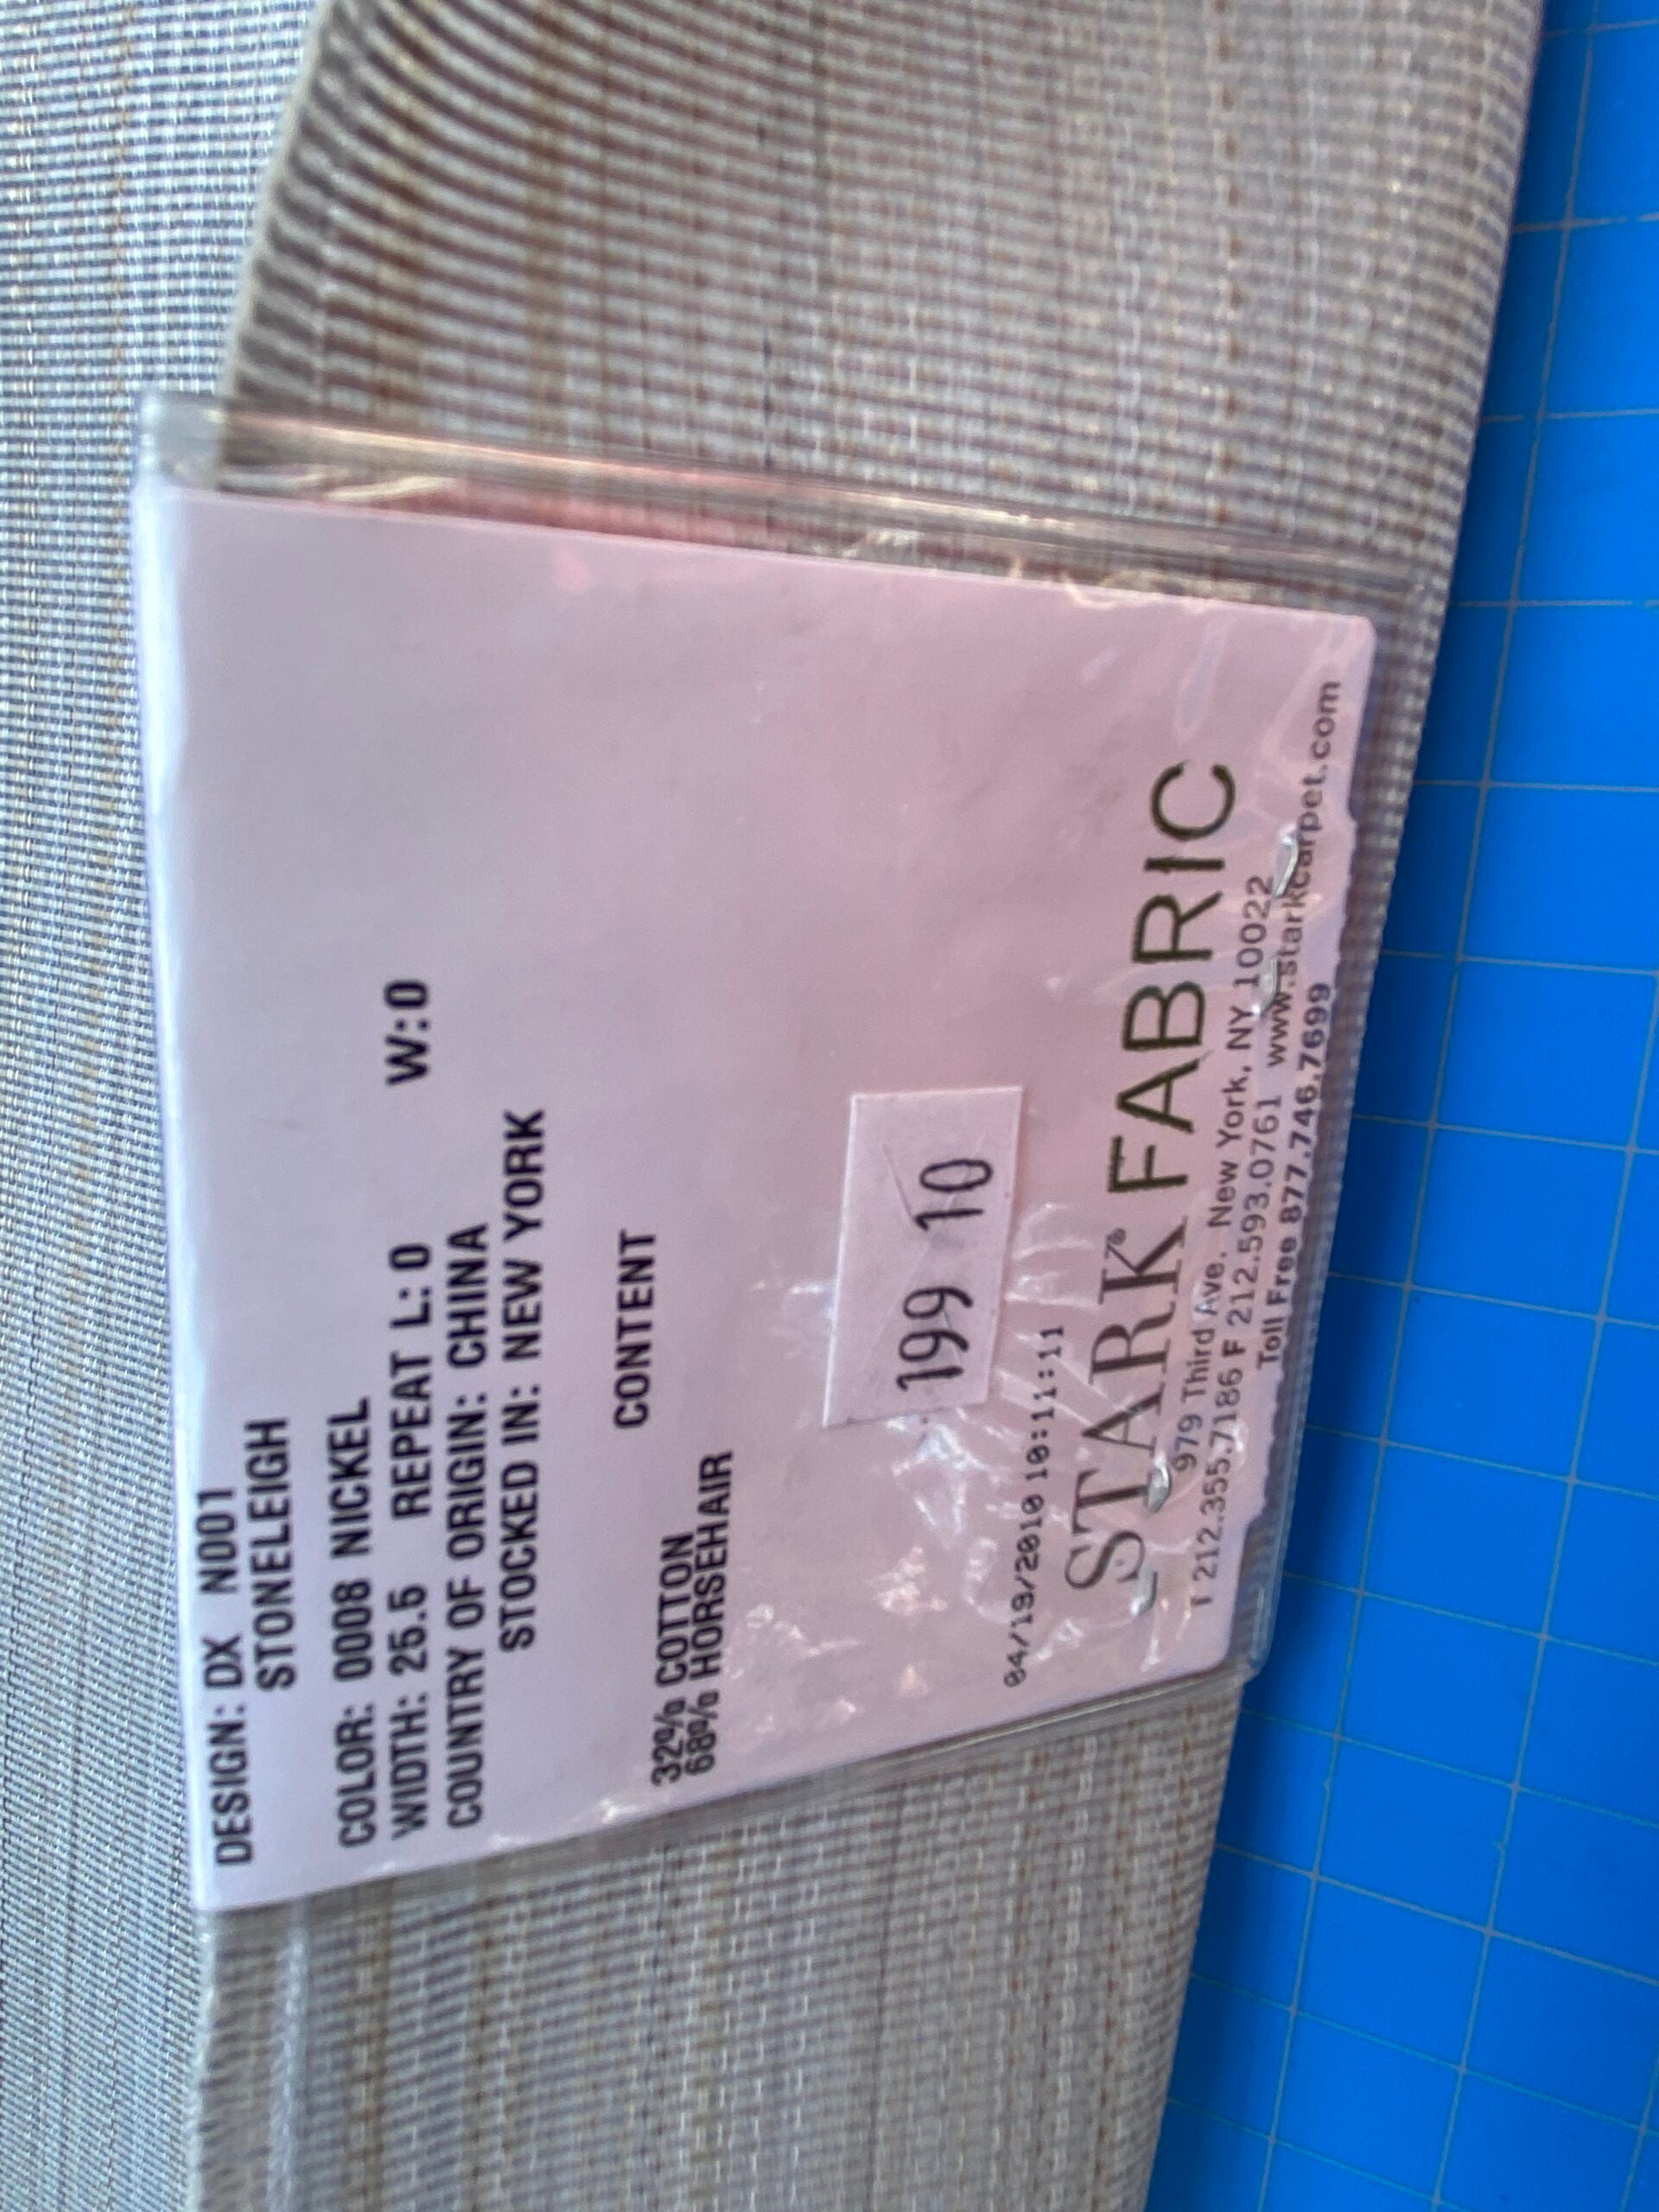 DESIGN: DX N001
STONELEIGH
COLOR: 0008 NICKEL
WIDTH: 25.5 REPEAT L: 0 W:0
COUNTRY OF ORIGIN: CHINA
STOCKED IN: NEW YORK
CONTENT
32% COTTON
68% HORSEHAIR
199 10
04/19/2010 10:11:11
STARK® FABRIC
979 Third Ave. New York, NY 10022
T 212.355.7186 F 212.593.0761 www.starkcarpet.com
Toll Free 877.746.7699